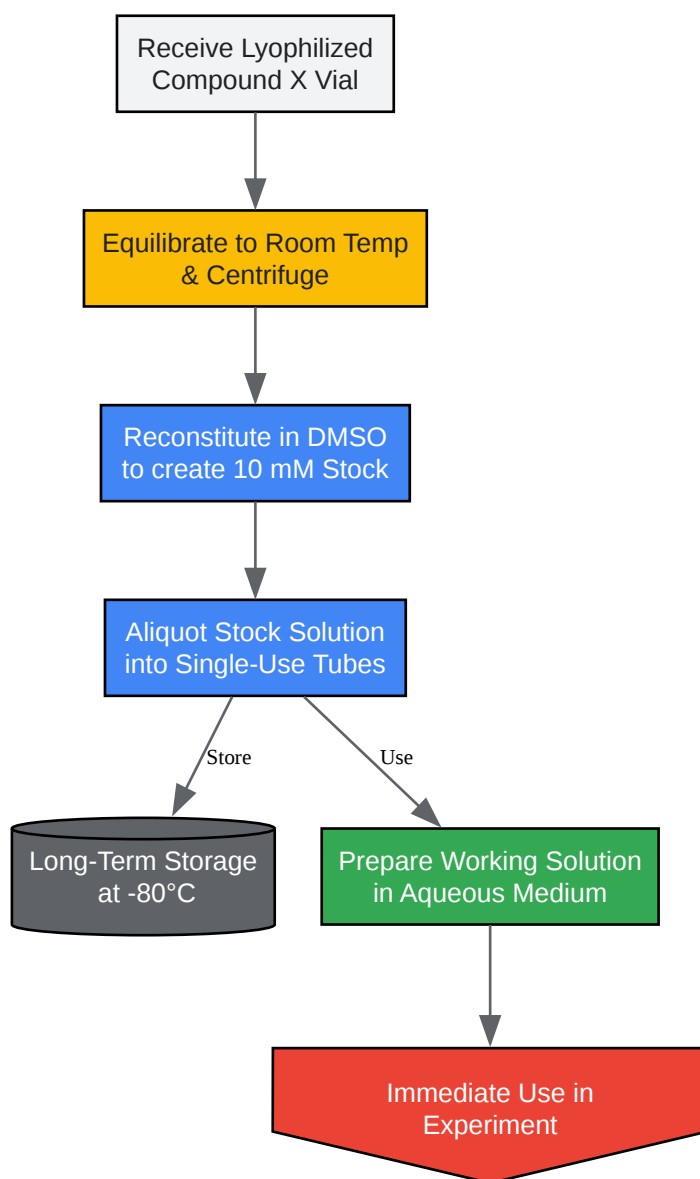 Receive Lyophilized
Compound X Vial
Equilibrate to Room Temp
& Centrifuge
Reconstitute in DMSO
to create 10 mM Stock
Aliquot Stock Solution
into Single-Use Tubes
Store
Use
Long-Term Storage
at -80°C
Prepare Working Solution
in Aqueous Medium
Immediate Use in
Experiment